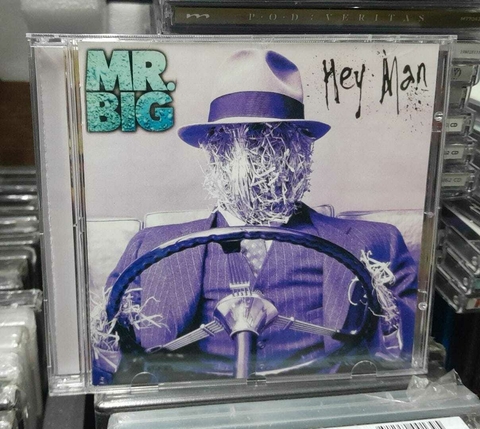 P.O.D : VERITAS
MR.
BIG
Hey Man